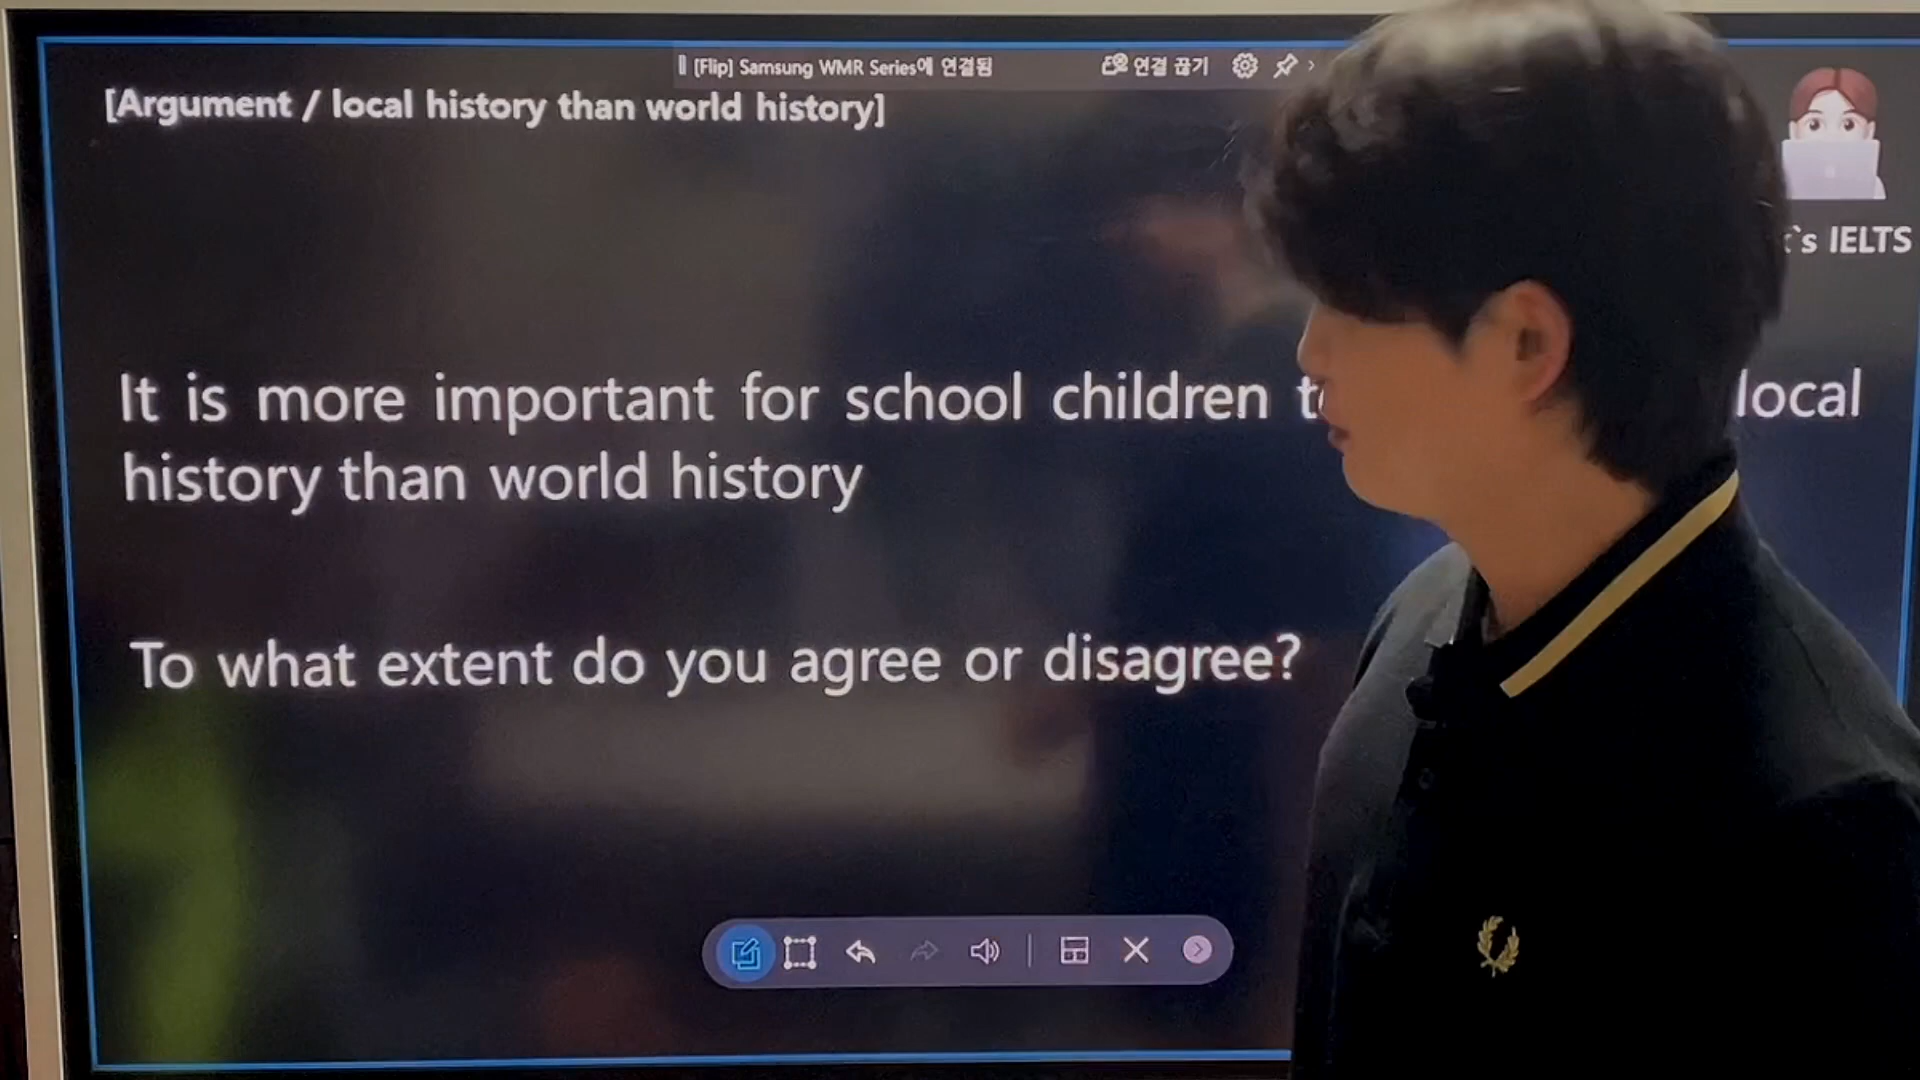 [Flip] Samsung WMR Series에 연결됨 연결 끊기
[Argument / local history than world history]
's IELTS
It is more important for school children local
history than world history
To what extent do you agree or disagree?